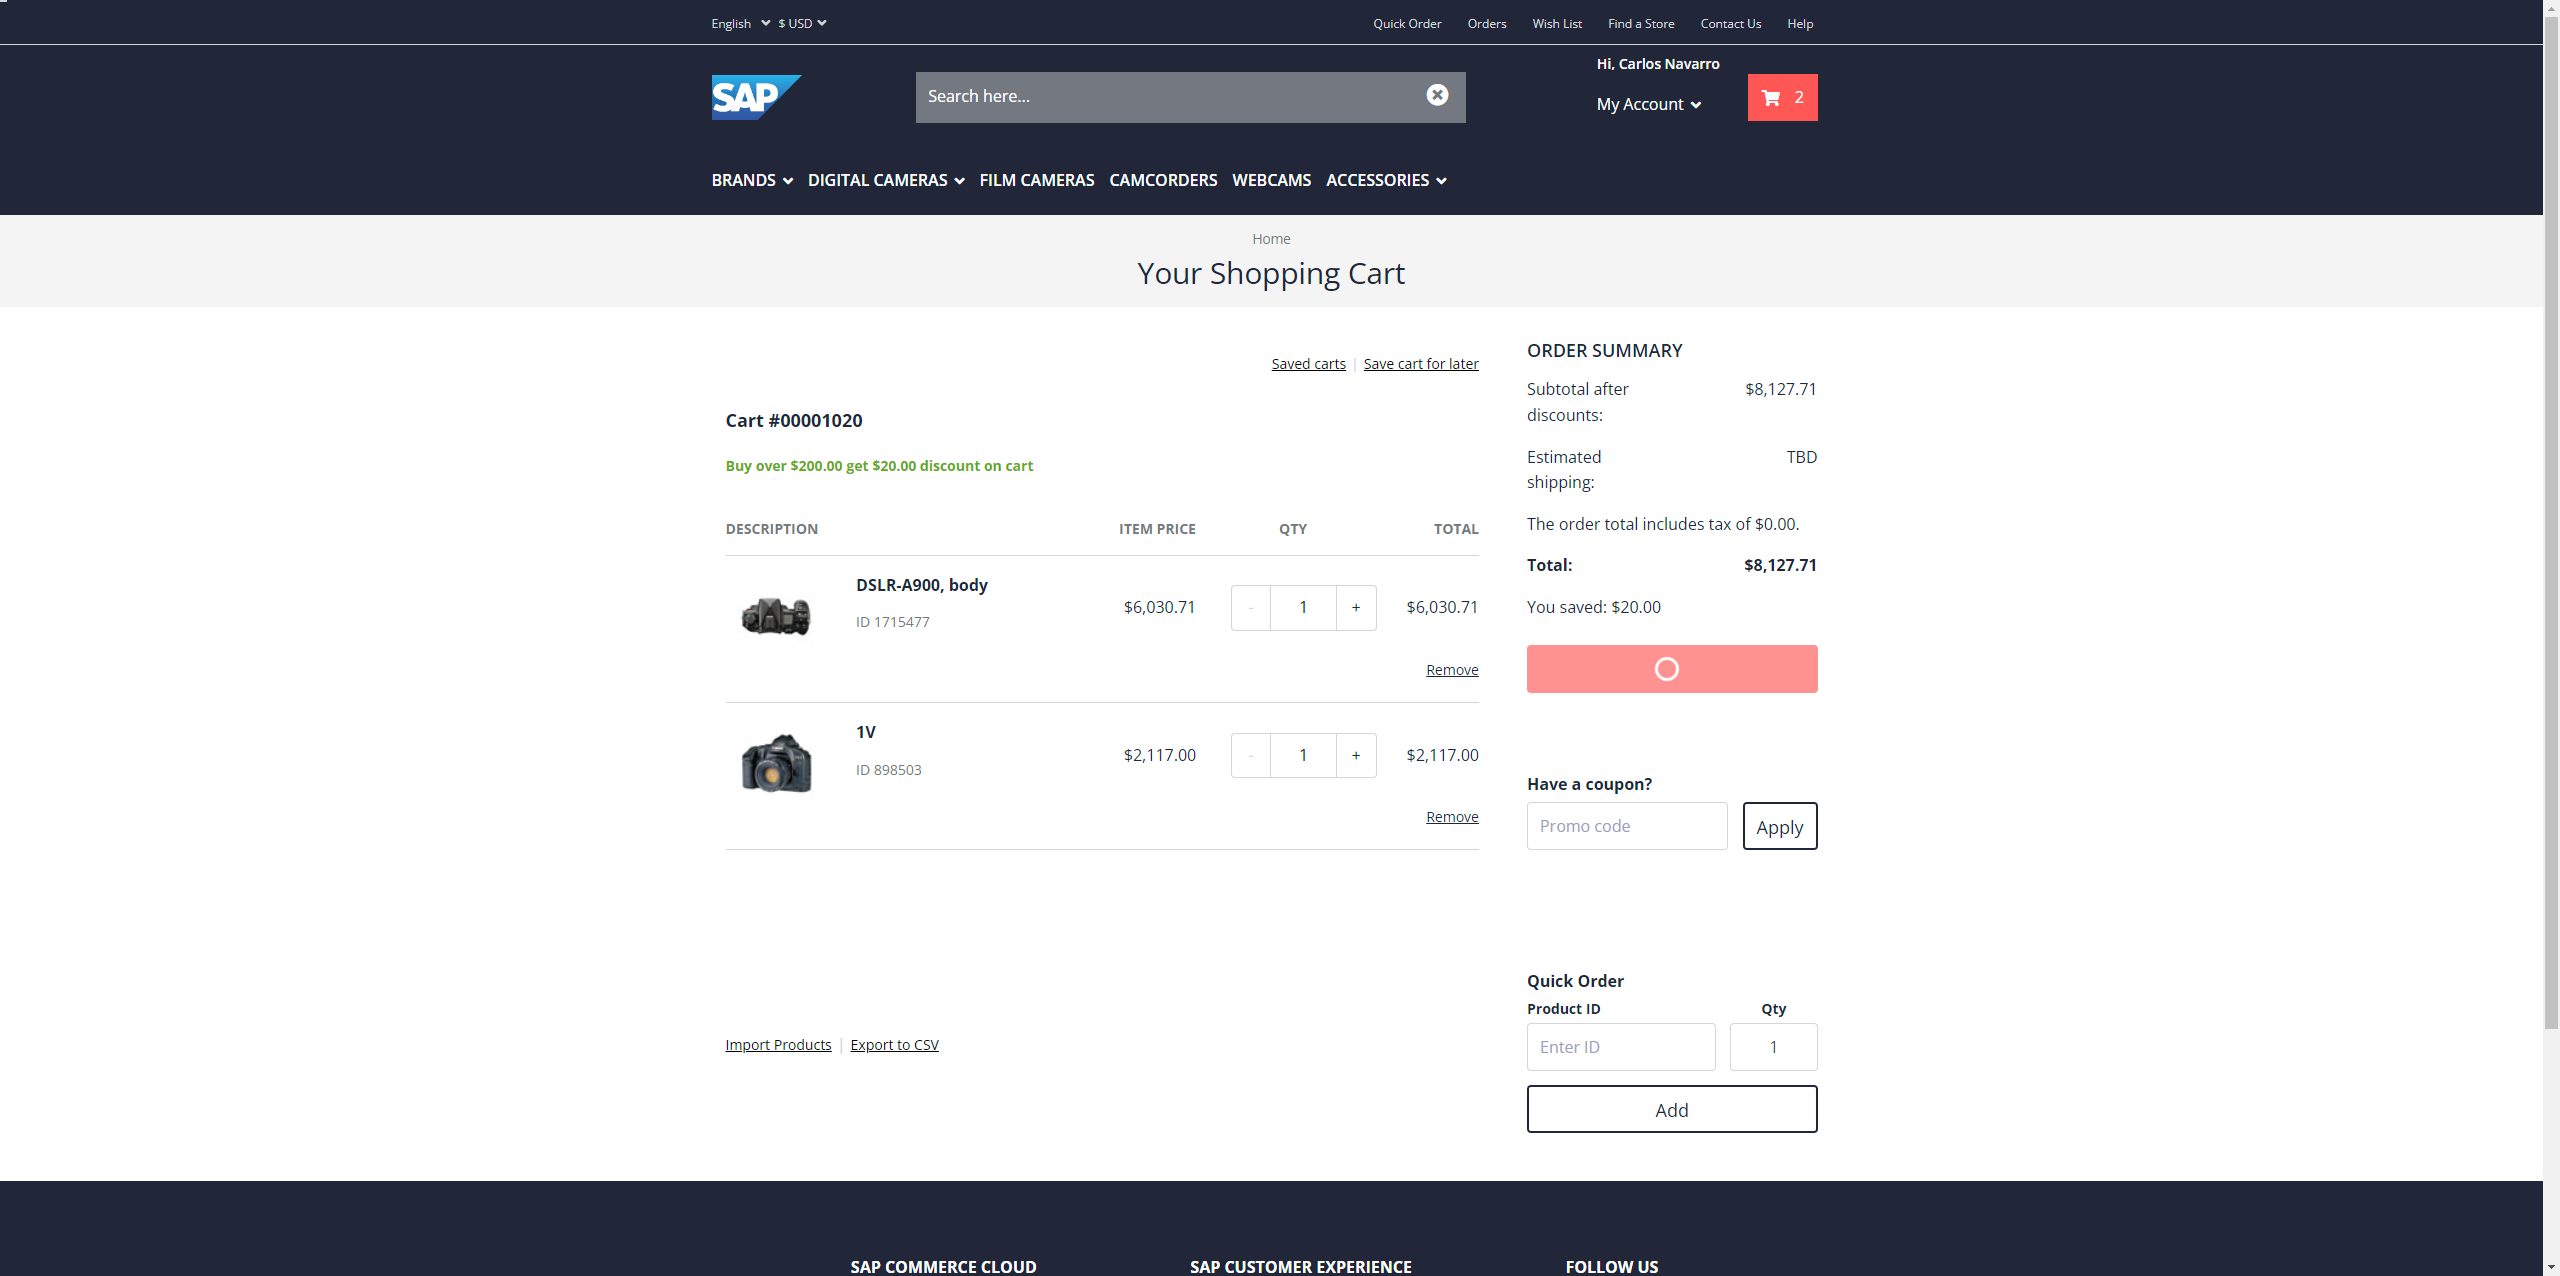 English $ USD
Quick Order Orders Wish List Find a Store Contact Us Help
Hi, Carlos Navarro
SAP
Search here...
My Account
2
BRANDS DIGITAL CAMERAS FILM CAMERAS CAMCORDERS WEBCAMS ACCESSORIES
Home
Your Shopping Cart
Saved carts | Save cart for later
Cart #00001020
Buy over $200.00 get $20.00 discount on cart
DESCRIPTION ITEM PRICE QTY TOTAL
DSLR-A900, body
ID 1715477
$6,030.71 - 1 + $6,030.71
Remove
1V
ID 898503
$2,117.00 - 1 + $2,117.00
Remove
Import Products | Export to CSV
ORDER SUMMARY
Subtotal after $8,127.71
discounts:
Estimated TBD
shipping:
The order total includes tax of $0.00.
Total: $8,127.71
You saved: $20.00
Have a coupon?
Promo code Apply
Quick Order
Product ID Qty
Enter ID 1
Add
SAP COMMERCE CLOUD SAP CUSTOMER EXPERIENCE FOLLOW US